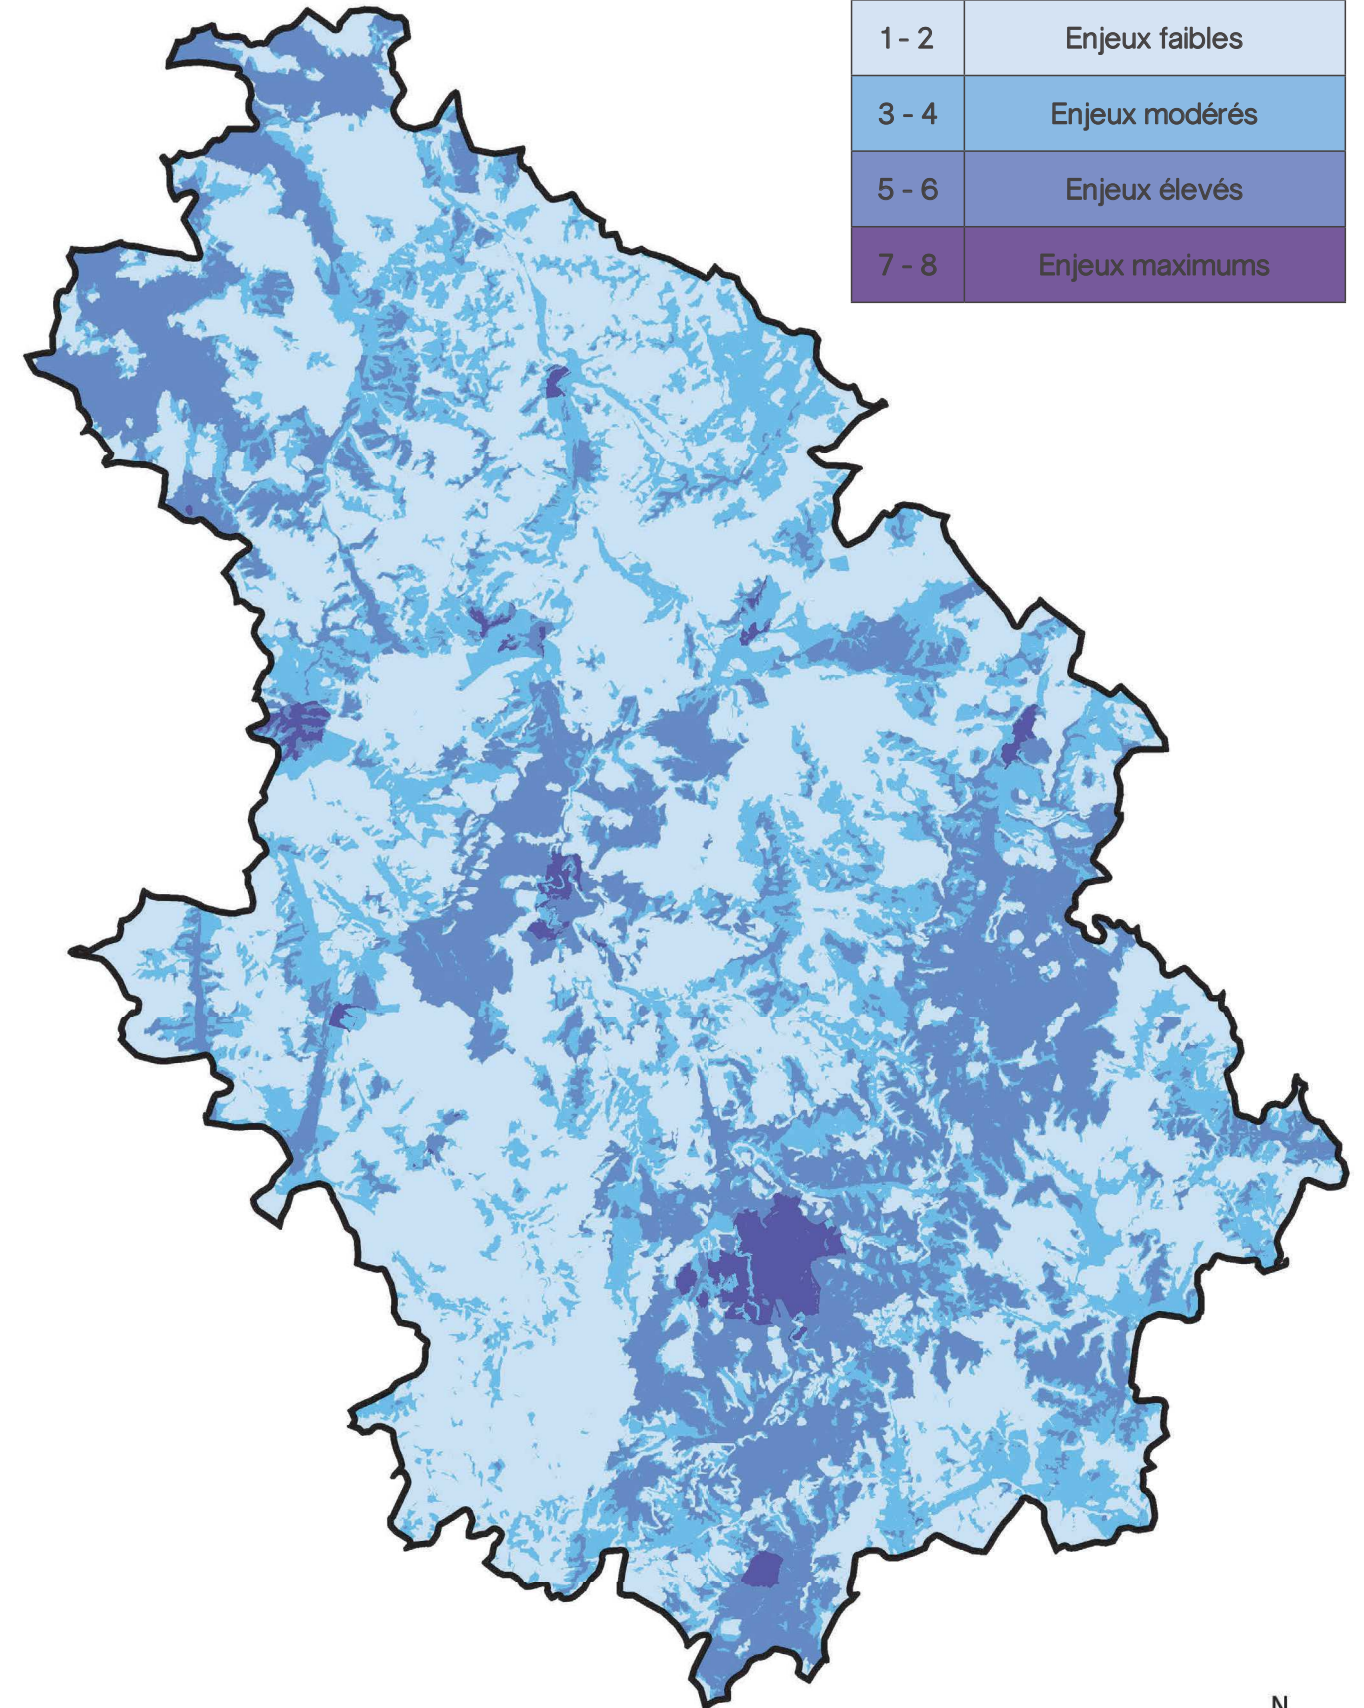 1 - 2 Enjeux faibles
3 - 4 Enjeux modérés
5 - 6 Enjeux élevés
7 - 8 Enjeux maximums
N